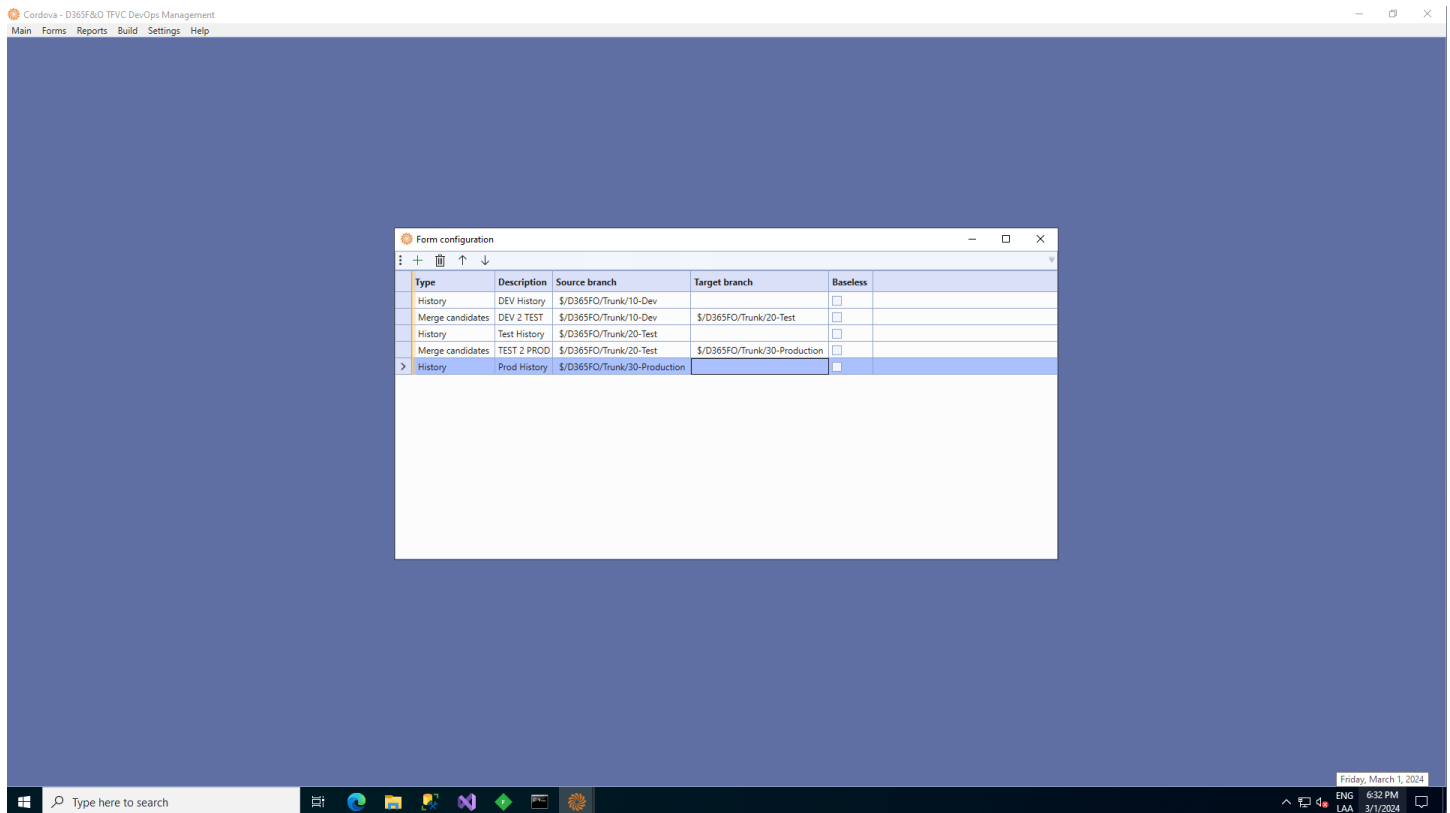 Cordova - D365F&O TFVC DevOps Management
Main Forms Reports Build Settings Help
Form configuration
Type Description Source branch Target branch Baseless
History DEV History $/D365FO/Trunk/10-Dev
Merge candidates DEV 2 TEST $/D365FO/Trunk/10-Dev $/D365FO/Trunk/20-Test
History Test History $/D365FO/Trunk/20-Test
Merge candidates TEST 2 PROD $/D365FO/Trunk/20-Test $/D365FO/Trunk/30-Production
History Prod History $/D365FO/Trunk/30-Production
Friday, March 1, 2024
Type here to search
ENG 6:32 PM
LAA 3/1/2024